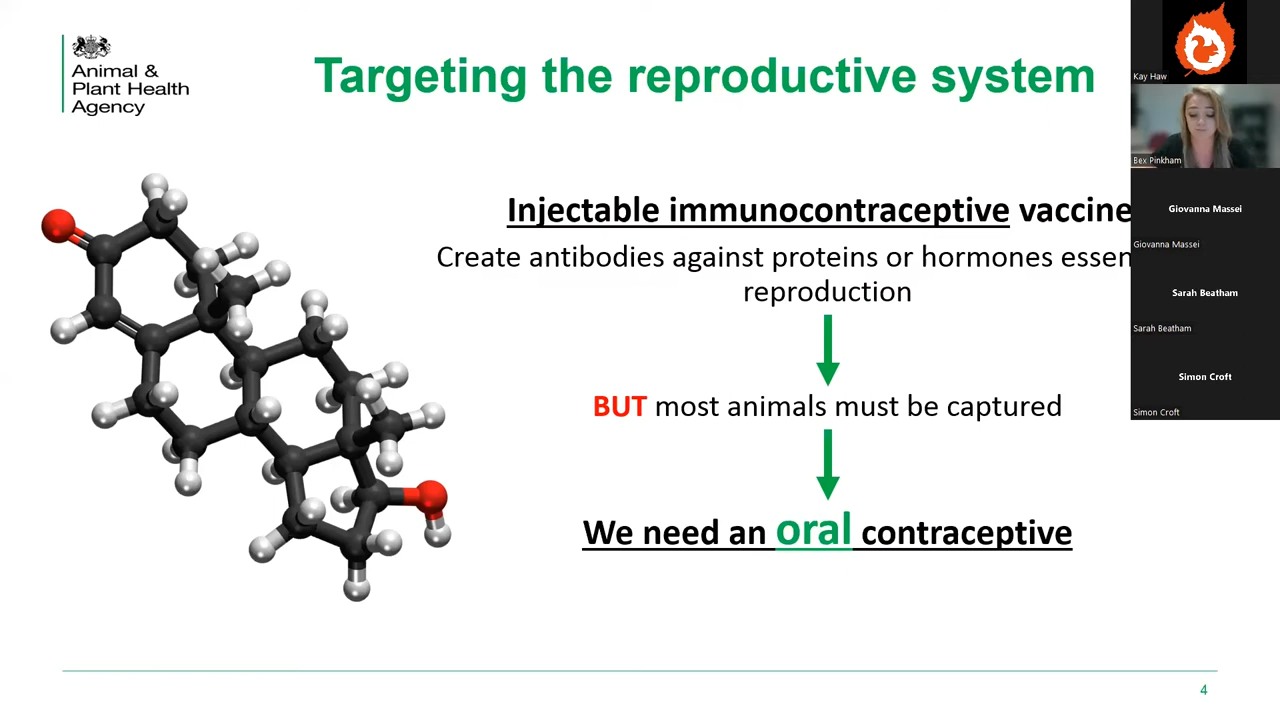 Animal &
Plant Health
Agency
Targeting the reproductive system
Injectable immunocontraceptive vaccine
Create antibodies against proteins or hormones
reproduction
BUT most animals must be captured
We need an oral contraceptive
4
Kay Haw
Bex Pinkham
Giovanna Massei
Giovanna Massei
Sarah Beatham
Sarah Beatham
Simon Croft
Simon Croft